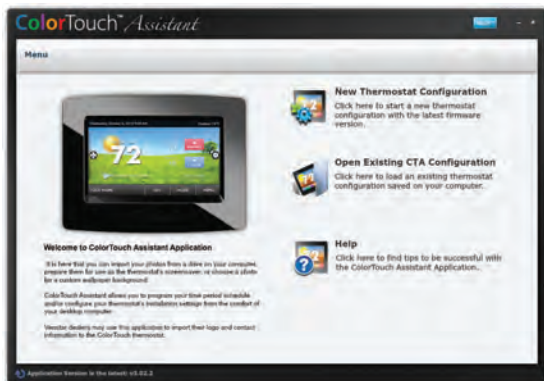 ColorTouch™ Assistant
Menu
72
Welcome to ColorTouch Assistant Application
It is here that you can import your photos from a drive on your computer,
prepare them for use as the thermostat's screensaver, or choose a photo
for a custom wallpaper background.
ColorTouch Assistant allows you to program your time period schedule
and/or configure your thermostat's installation settings from the comfort of
your desktop computer.
Venstar dealers may use this application to import their logo and contact
information to the ColorTouch thermostat.
New Thermostat Configuration
Click here to start a new thermostat
configuration with the latest firmware
version.
Open Existing CTA Configuration
Click here to load an existing thermostat
configuration saved on your computer.
Help
Click here to find tips to be successful with
the ColorTouch Assistant Application.
Application Version is the latest: